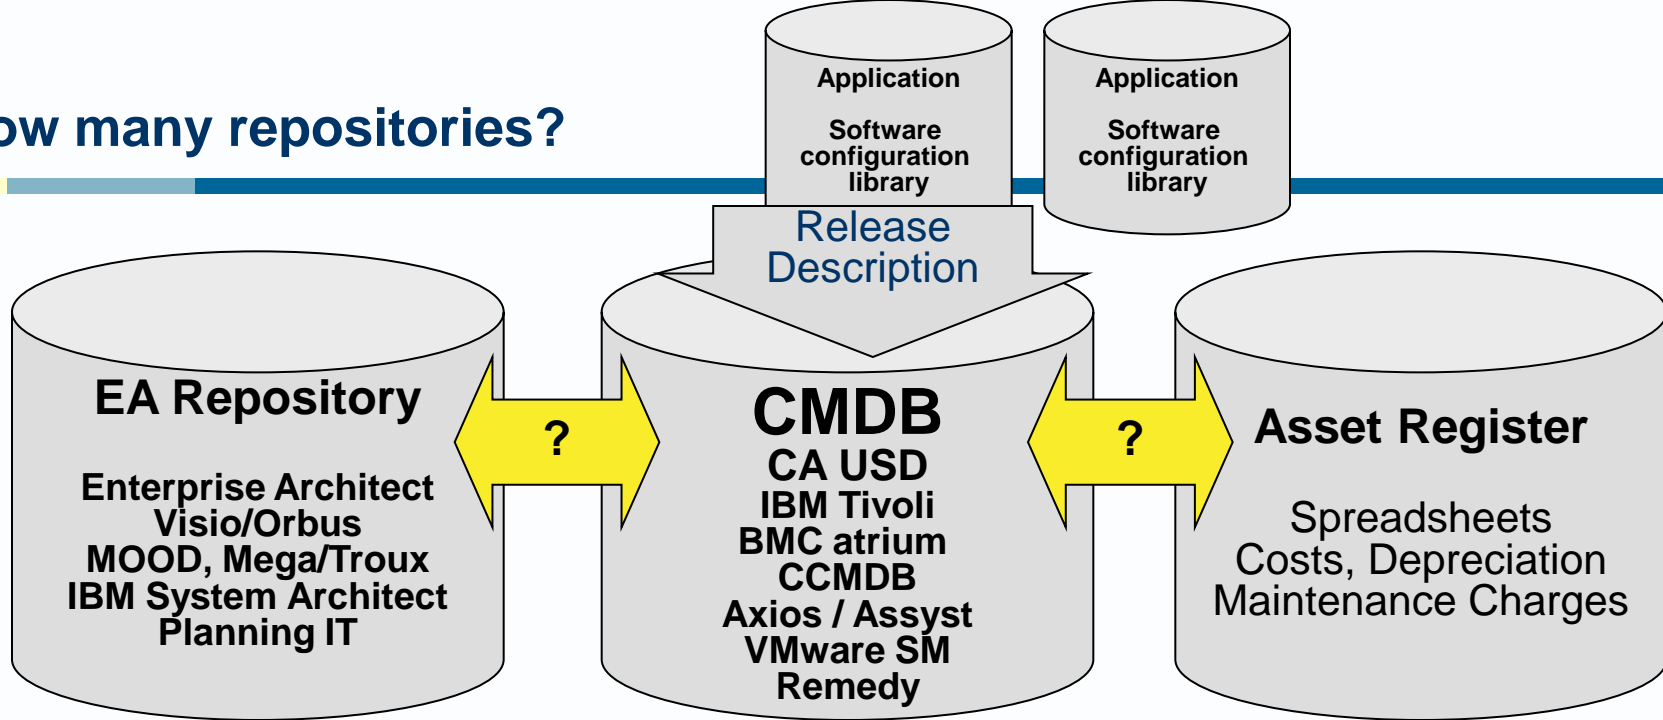 ow many repositories?
Application
Software
configuration
library
Application
Software
configuration
library
Release
Description
EA Repository
Enterprise Architect
Visio/Orbus
MOOD, Mega/Troux
IBM System Architect
Planning IT
?
CMDB
CA USD
IBM Tivoli
BMC atrium
CCMDB
Axios / Assyst
VMware SM
Remedy
?
Asset Register
Spreadsheets
Costs, Depreciation
Maintenance Charges